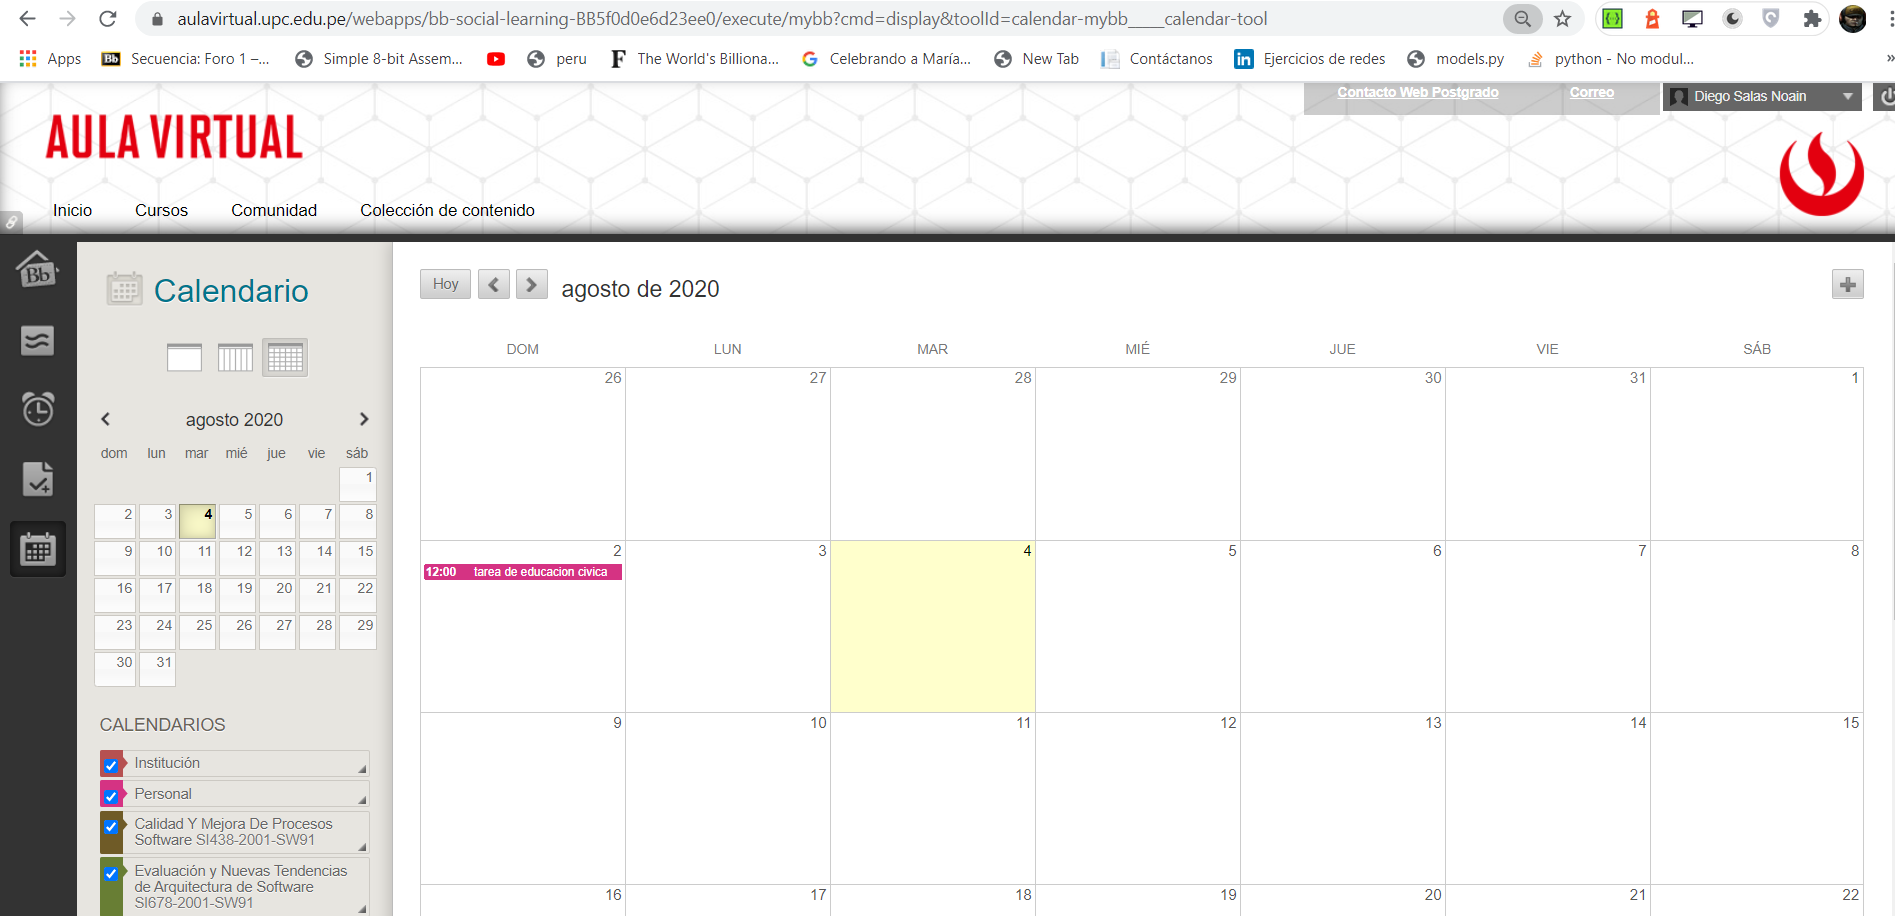 aulavirtual.upc.edu.pe/webapps/bb-social-learning-BB5f0d0e6d23ee0/execute/mybb?cmd=display&toolId=calendar-mybb____calendar-tool
Apps Bb Secuencia: Foro 1 –... Simple 8-bit Assem... peru F The World's Billiona... G Celebrando a María... New Tab Contáctanos in Ejercicios de redes models.py python - No modul... »
Contacto Web Postgrado Correo Diego Salas Noain
AULA VIRTUAL
Inicio Cursos Comunidad Colección de contenido
Bb
Calendario
agosto 2020
dom lun mar mié jue vie sáb
1
2 3 4 5 6 7 8
9 10 11 12 13 14 15
16 17 18 19 20 21 22
23 24 25 26 27 28 29
30 31
CALENDARIOS
Institución
Personal
Calidad Y Mejora De Procesos
Software SI438-2001-SW91
Evaluación y Nuevas Tendencias
de Arquitectura de Software
SI678-2001-SW91
Hoy agosto de 2020
DOM LUN MAR MIÉ JUE VIE SÁB
26 27 28 29 30 31 1
2 3 4 5 6 7 8
12:00 tarea de educacion civica
9 10 11 12 13 14 15
16 17 18 19 20 21 22